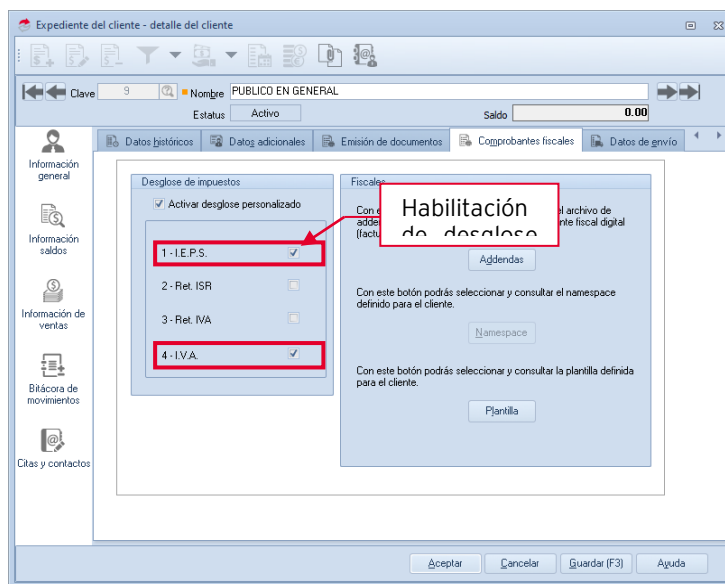 Expediente del cliente - detalle del cliente
Clave 9 Nombre PUBLICO EN GENERAL
Estatus Activo Saldo 0.00
Información general
Información saldos
Información de ventas
Bitácora de movimientos
Citas y contactos
Datos históricos Datos adicionales Emisión de documentos Comprobantes fiscales Datos de envío
Desglose de impuestos
Activar desglose personalizado
1 - I.E.P.S.
2 - Ret. ISR
3 - Ret. IVA
4 - I.V.A.
Fiscales
Habilitación
de desglose
Con e el archivo de
adde nte fiscal digital
(factu
Addendas
Con este botón podrás seleccionar y consultar el namespace
definido para el cliente.
Namespace
Con este botón podrás seleccionar y consultar la plantilla definida
para el cliente.
Plantilla
Aceptar Cancelar Guardar (F3) Ayuda